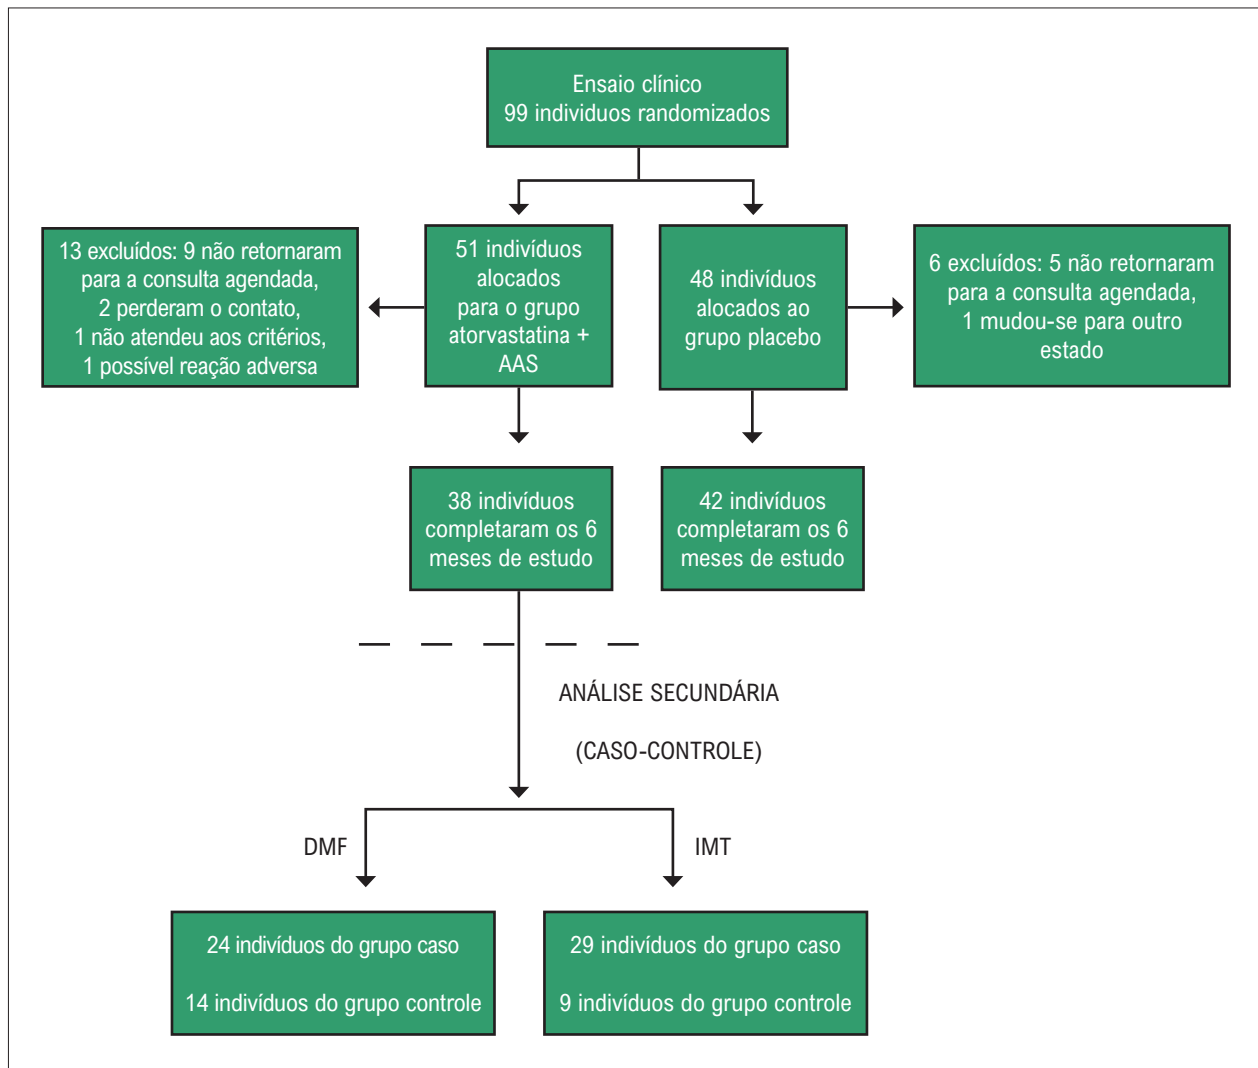 Ensaio clínico
99 individuos randomizados
13 excluídos: 9 não retornaram
para a consulta agendada,
2 perderam o contato,
1 não atendeu aos critérios,
1 possível reação adversa
51 indivíduos
alocados
para o grupo
atorvastatina +
AAS
48 indivíduos
alocados ao
grupo placebo
6 excluídos: 5 não retornaram
para a consulta agendada,
1 mudou-se para outro
estado
38 indivíduos
completaram os 6
meses de estudo
42 indivíduos
completaram os 6
meses de estudo
ANÁLISE SECUNDÁRIA
(CASO-CONTROLE)
DMF
IMT
24 indivíduos do grupo caso
14 indivíduos do grupo controle
29 indivíduos do grupo caso
9 indivíduos do grupo controle